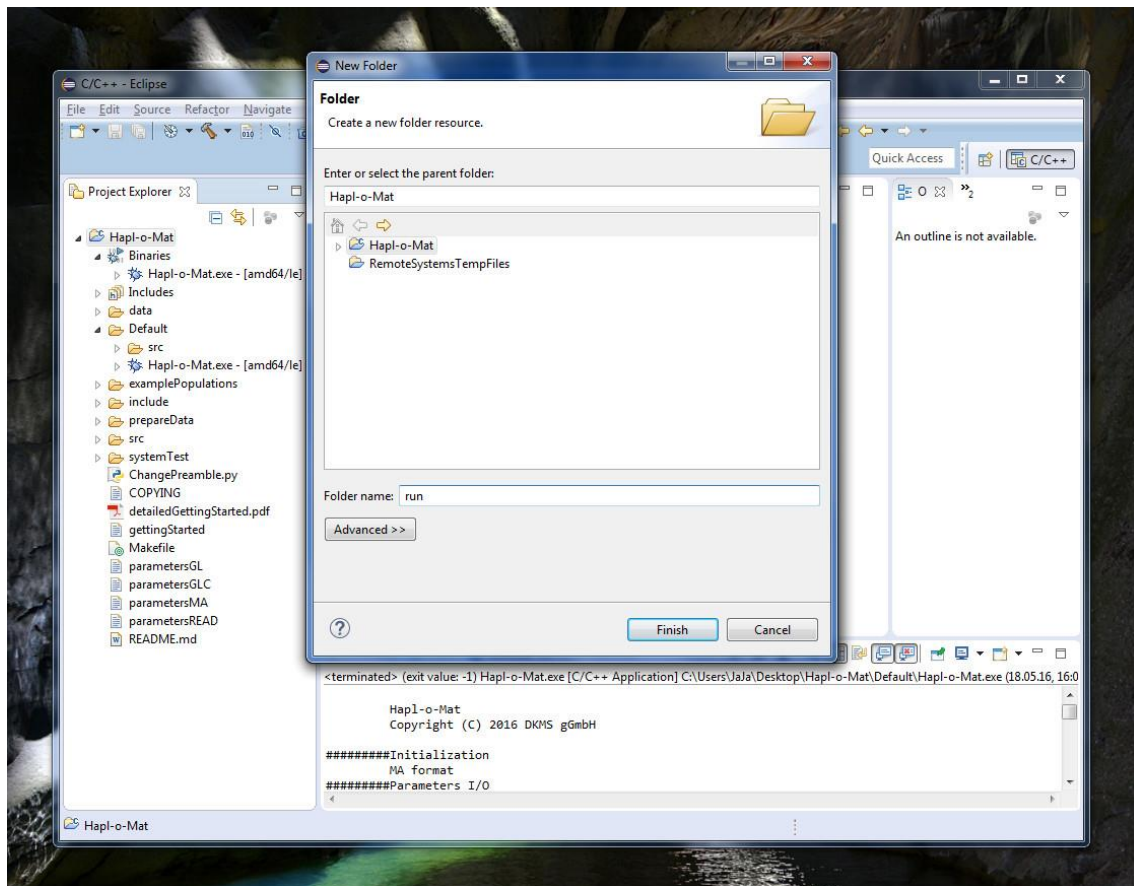 New Folder
C/C++ - Eclipse
Folder
Create a new folder resource.
File Edit Source Refactor Navigate
Quick Access
C/C++
Enter or select the parent folder:
Hapl-o-Mat
Hapl-o-Mat
RemoteSystemsTempFiles
Folder name: run
Advanced >>
Finish
Cancel
Project Explorer
Hapl-o-Mat
Binaries
Hapl-o-Mat.exe - [amd64/le]
Includes
data
Default
src
Hapl-o-Mat.exe - [amd64/le]
examplePopulations
include
prepareData
src
systemTest
ChangePreamble.py
COPYING
detailedGettingStarted.pdf
gettingStarted
Makefile
parametersGL
parametersGLC
parametersMA
parametersREAD
README.md
O
»2
An outline is not available.
<terminated> (exit value: -1) Hapl-o-Mat.exe [C/C++ Application] C:\Users\JaJa\Desktop\Hapl-o-Mat\Default\Hapl-o-Mat.exe (18.05.16, 16:0
Hapl-o-Mat
Copyright (C) 2016 DKMS gGmbH
#########Initialization
MA format
#########Parameters I/O
Hapl-o-Mat